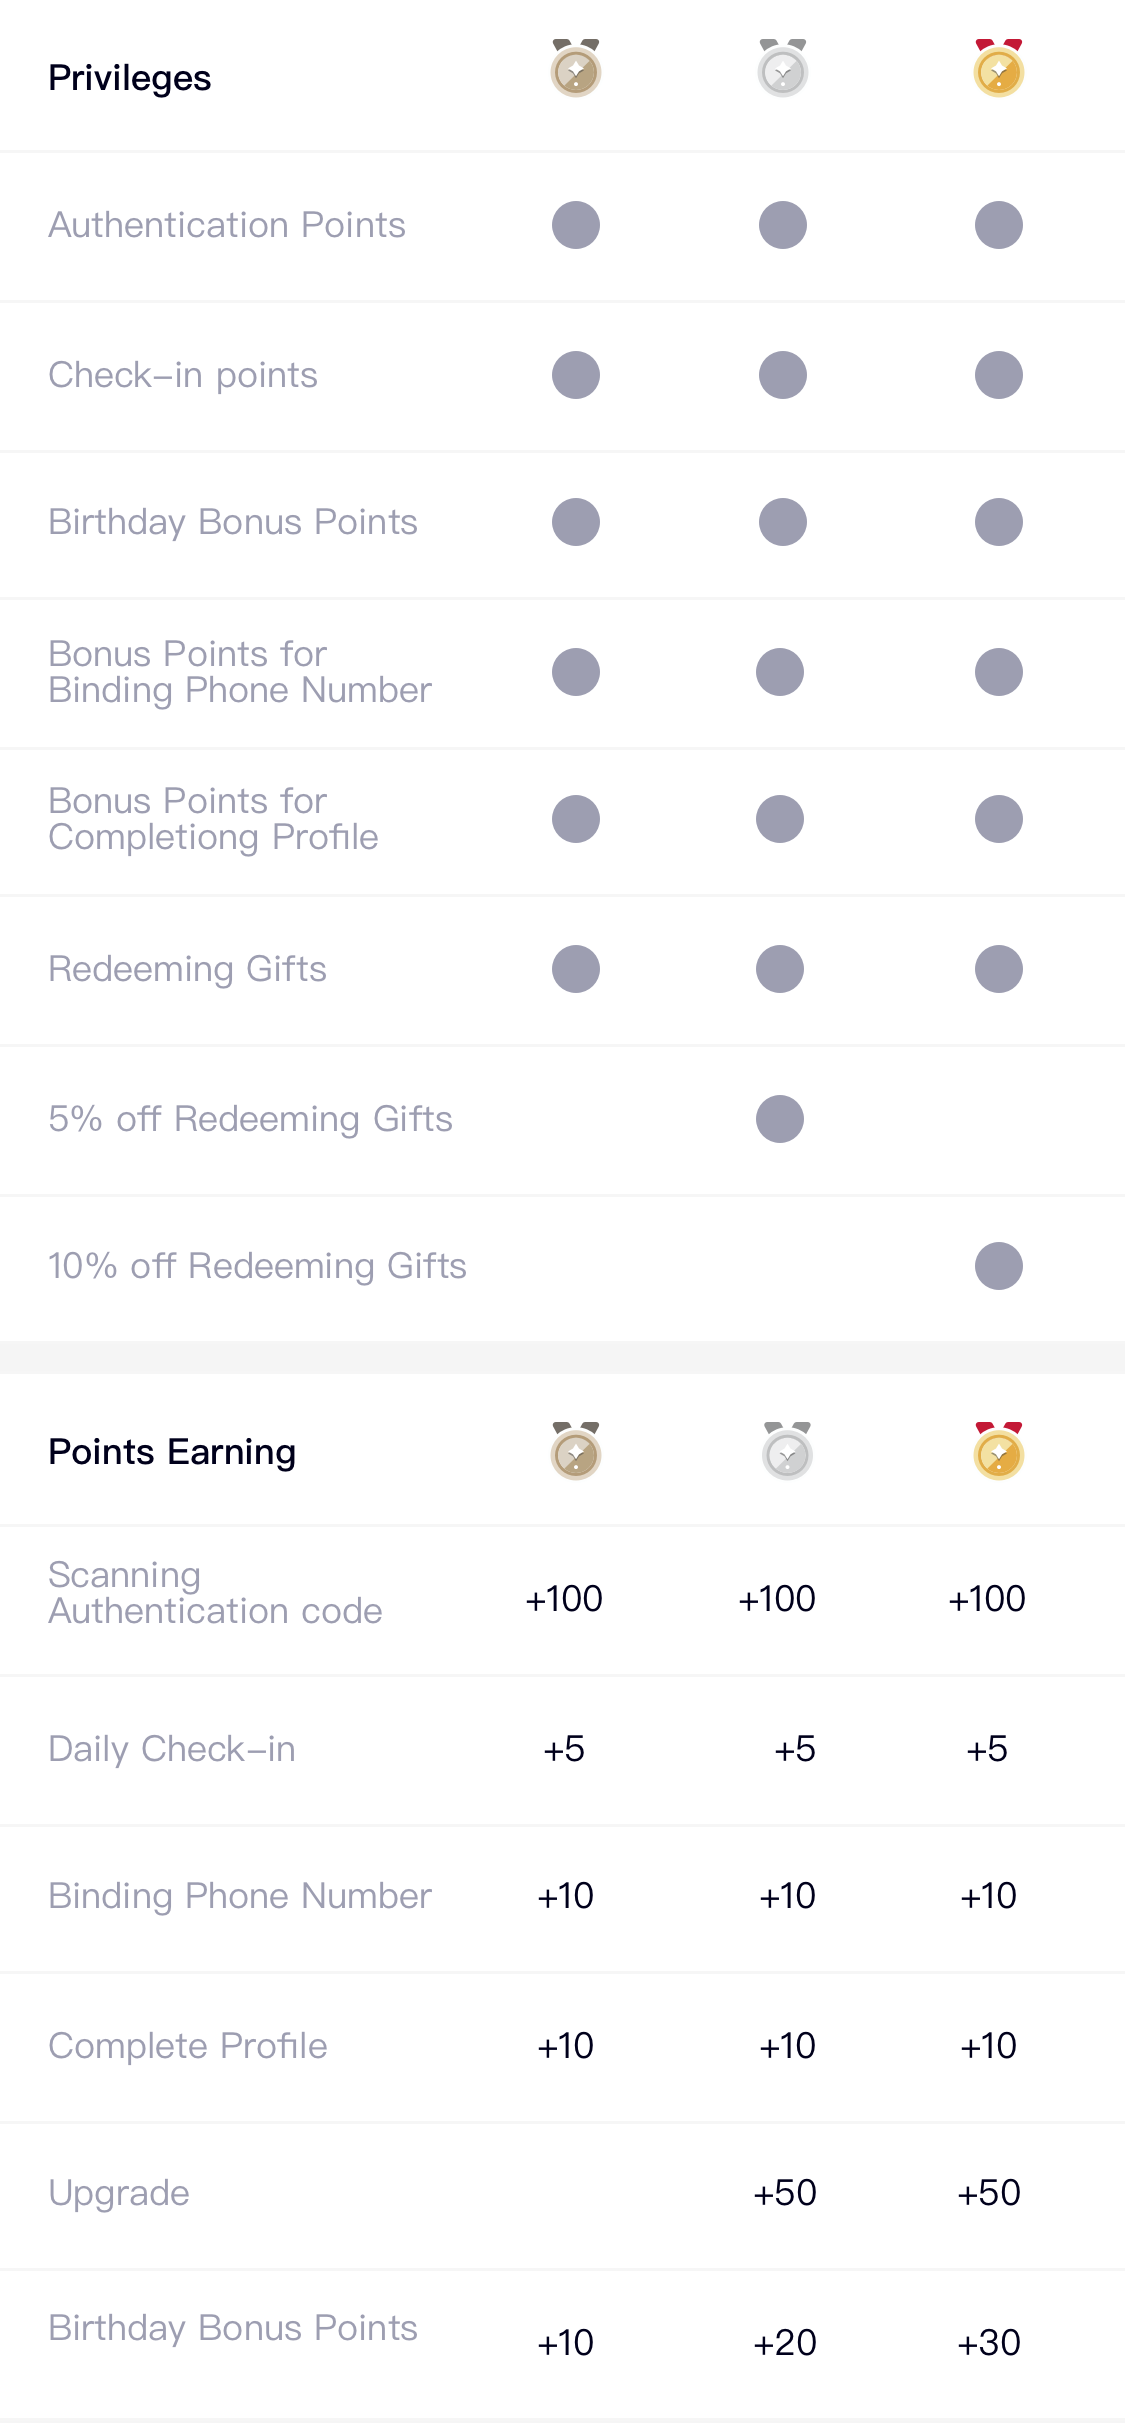 Privileges
Authentication Points
Check-in points
Birthday Bonus Points
Bonus Points for
Binding Phone Number
Bonus Points for
Completiong Profile
Redeeming Gifts
5% off Redeeming Gifts
10% off Redeeming Gifts
Points Earning
Scanning
Authentication code
+100 +100 +100
Daily Check-in +5 +5 +5
Binding Phone Number +10 +10 +10
Complete Profile +10 +10 +10
Upgrade +50 +50
Birthday Bonus Points +10 +20 +30